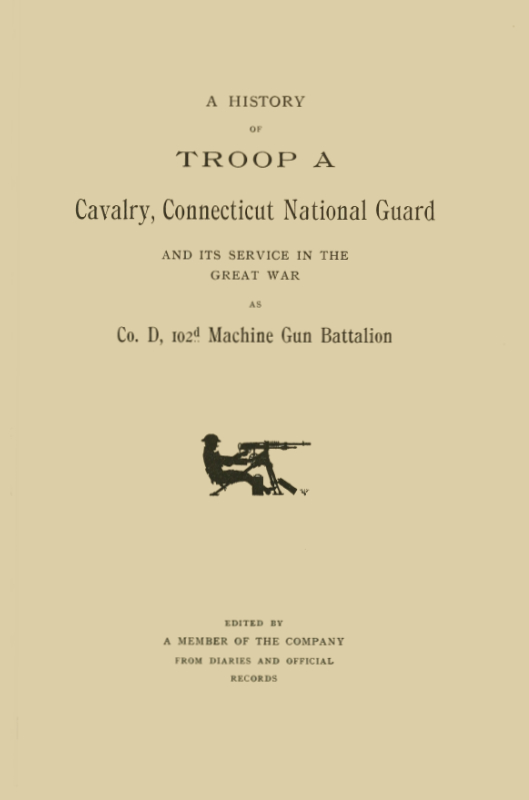 A HISTORY
OF
TROOP A
Cavalry, Connecticut National Guard
AND ITS SERVICE IN THE
GREAT WAR
AS
Co. D, 102d Machine Gun Battalion
EDITED BY
A MEMBER OF THE COMPANY
FROM DIARIES AND OFFICIAL
RECORDS